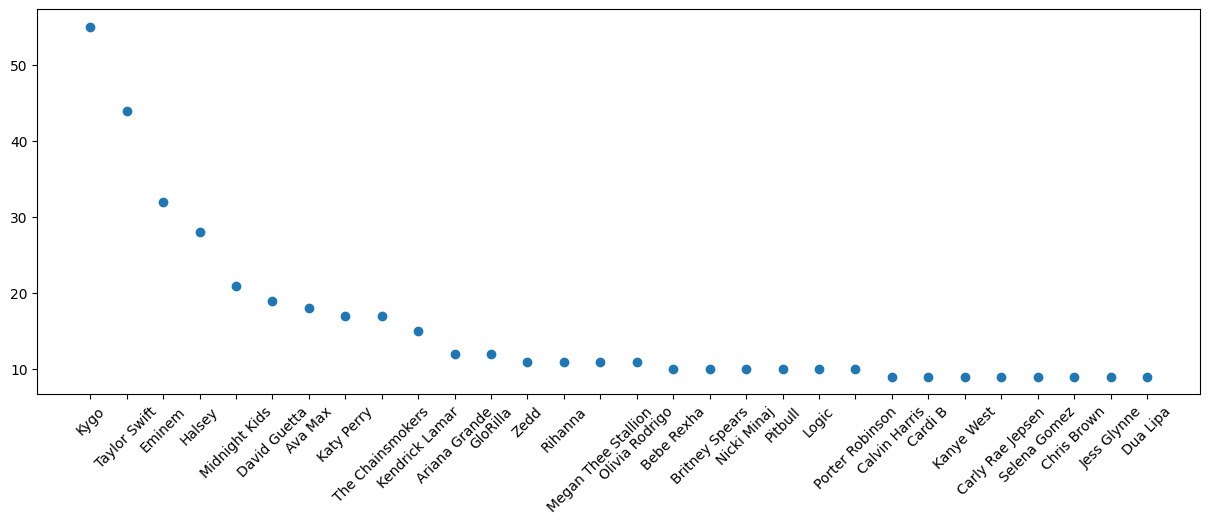 50
40
30
20
10
Kygo
Taylor Swift
Eminem
Halsey
Midnight Kids
David Guetta
Ava Max
Katy Perry
The Chainsmokers
Kendrick Lamar
Ariana Grande
GloRilla
Zedd
Rihanna
Megan Thee Stallion
Olivia Rodrigo
Bebe Rexha
Britney Spears
Nicki Minaj
Pitbull
Logic
Porter Robinson
Calvin Harris
Cardi B
Kanye West
Carly Rae Jepsen
Selena Gomez
Chris Brown
Jess Glynne
Dua Lipa